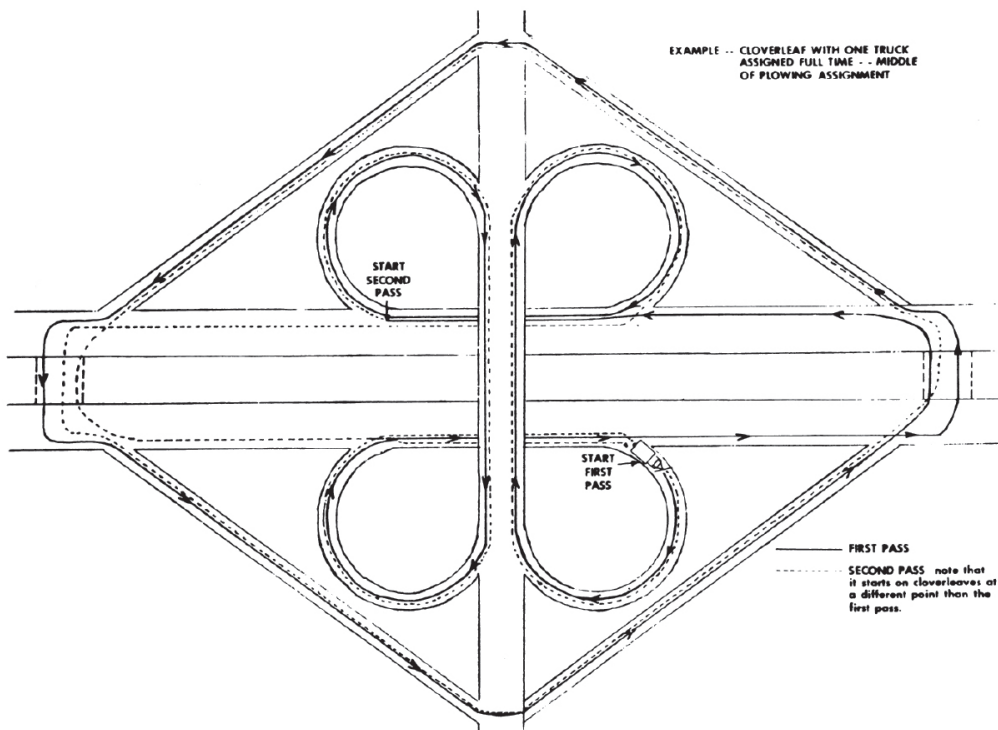 EXAMPLE -- CLOVERLEAF WITH ONE TRUCK
ASSIGNED FULL TIME -- MIDDLE
OF PLOWING ASSIGNMENT
START
SECOND
PASS
START
FIRST
PASS
FIRST PASS
SECOND PASS note that
it starts on cloverleaves at
a different point than the
first pass.